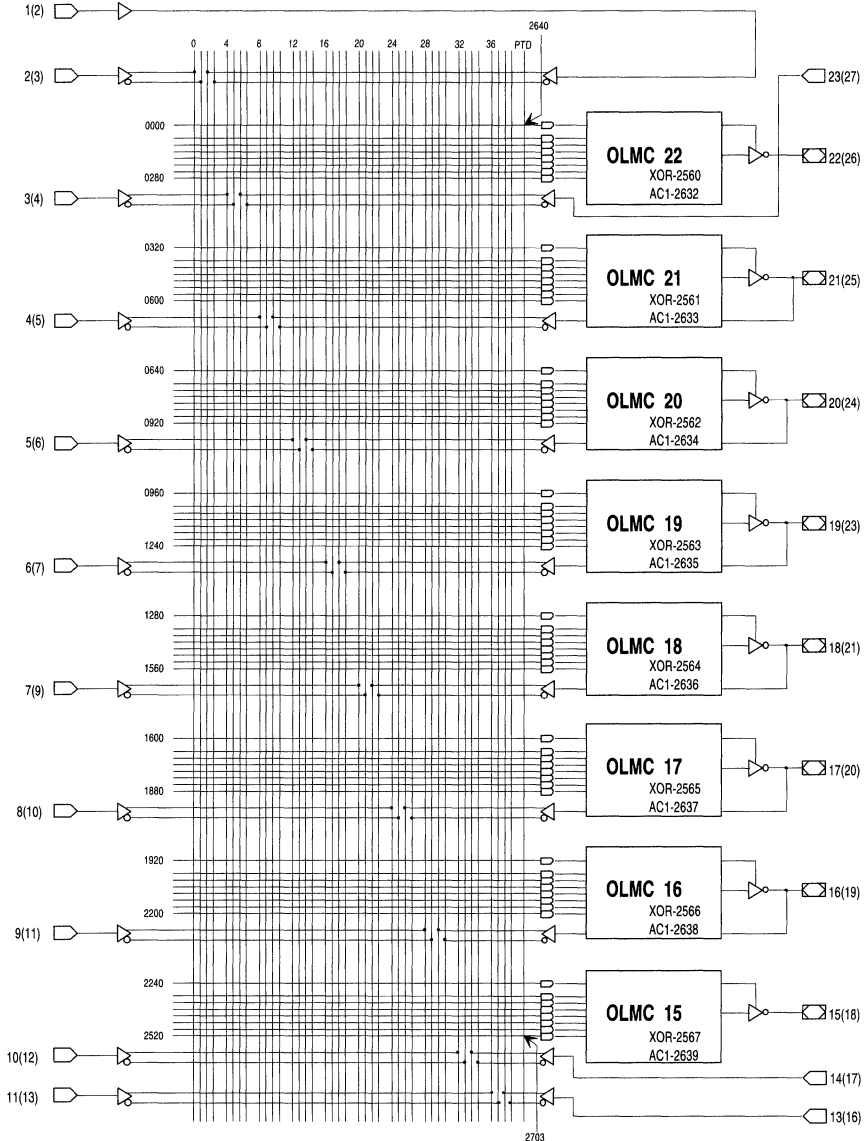 1(2)
2640
0 4 8 12 16 20 24 28 32 36 PTD
2(3)
23(27)
0000
OLMC 22
XOR-2560
22(26)
0280
AC1-2632
3(4)
0320
OLMC 21
XOR-2561
21(25)
0600
AC1-2633
4(5)
0640
OLMC 20
XOR-2562
20(24)
0920
AC1-2634
5(6)
0960
OLMC 19
XOR-2563
19(23)
1240
AC1-2635
6(7)
1280
OLMC 18
XOR-2564
18(21)
1560
AC1-2636
7(9)
1600
OLMC 17
XOR-2565
17(20)
1880
AC1-2637
8(10)
1920
OLMC 16
XOR-2566
16(19)
2200
AC1-2638
9(11)
2240
OLMC 15
XOR-2567
15(18)
2520
AC1-2639
10(12)
14(17)
11(13)
13(16)
2703